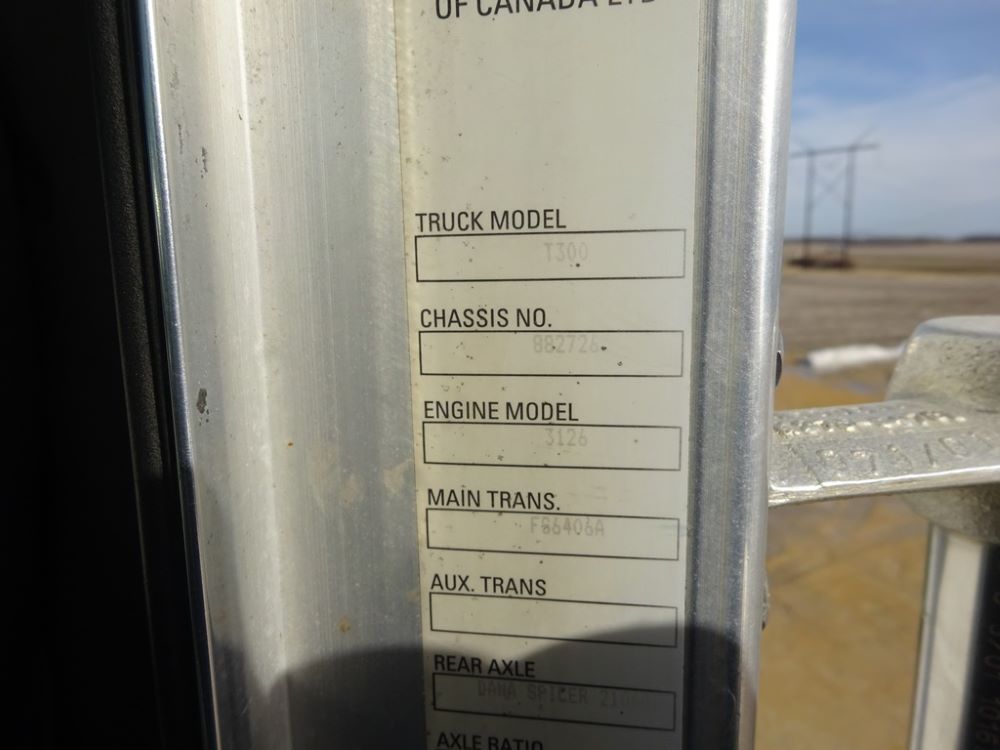 OF CANADA LTD
TRUCK MODEL
T300
CHASSIS NO.
882726
ENGINE MODEL
3126
MAIN TRANS.
FS6406A
AUX. TRANS
REAR AXLE
DANA SPICER
AXLE RATIO